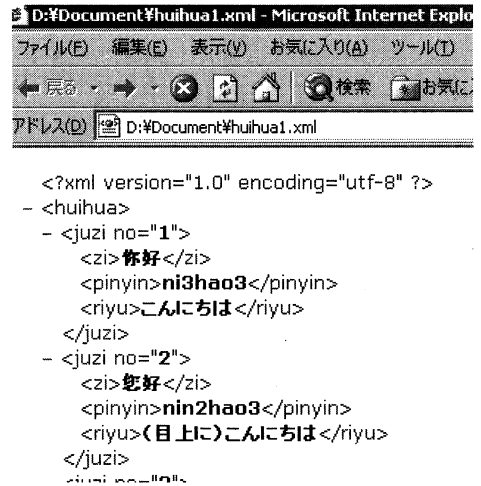 D:¥Document¥huihua1.xml - Microsoft Internet Explo
ファイル(F) 編集(E) 表示(V) お気に入り(A) ツール(T)
戻る 検索 お気に
アドレス(D) D:¥Document¥huihua1.xml
<?xml version="1.0" encoding="utf-8" ?>
- <huihua>
- <juzi no="1">
<zi>你好</zi>
<pinyin>ni3hao3</pinyin>
<riyu>こんにちは</riyu>
</juzi>
- <juzi no="2">
<zi>您好</zi>
<pinyin>nin2hao3</pinyin>
<riyu>(目上に)こんにちは</riyu>
</juzi>